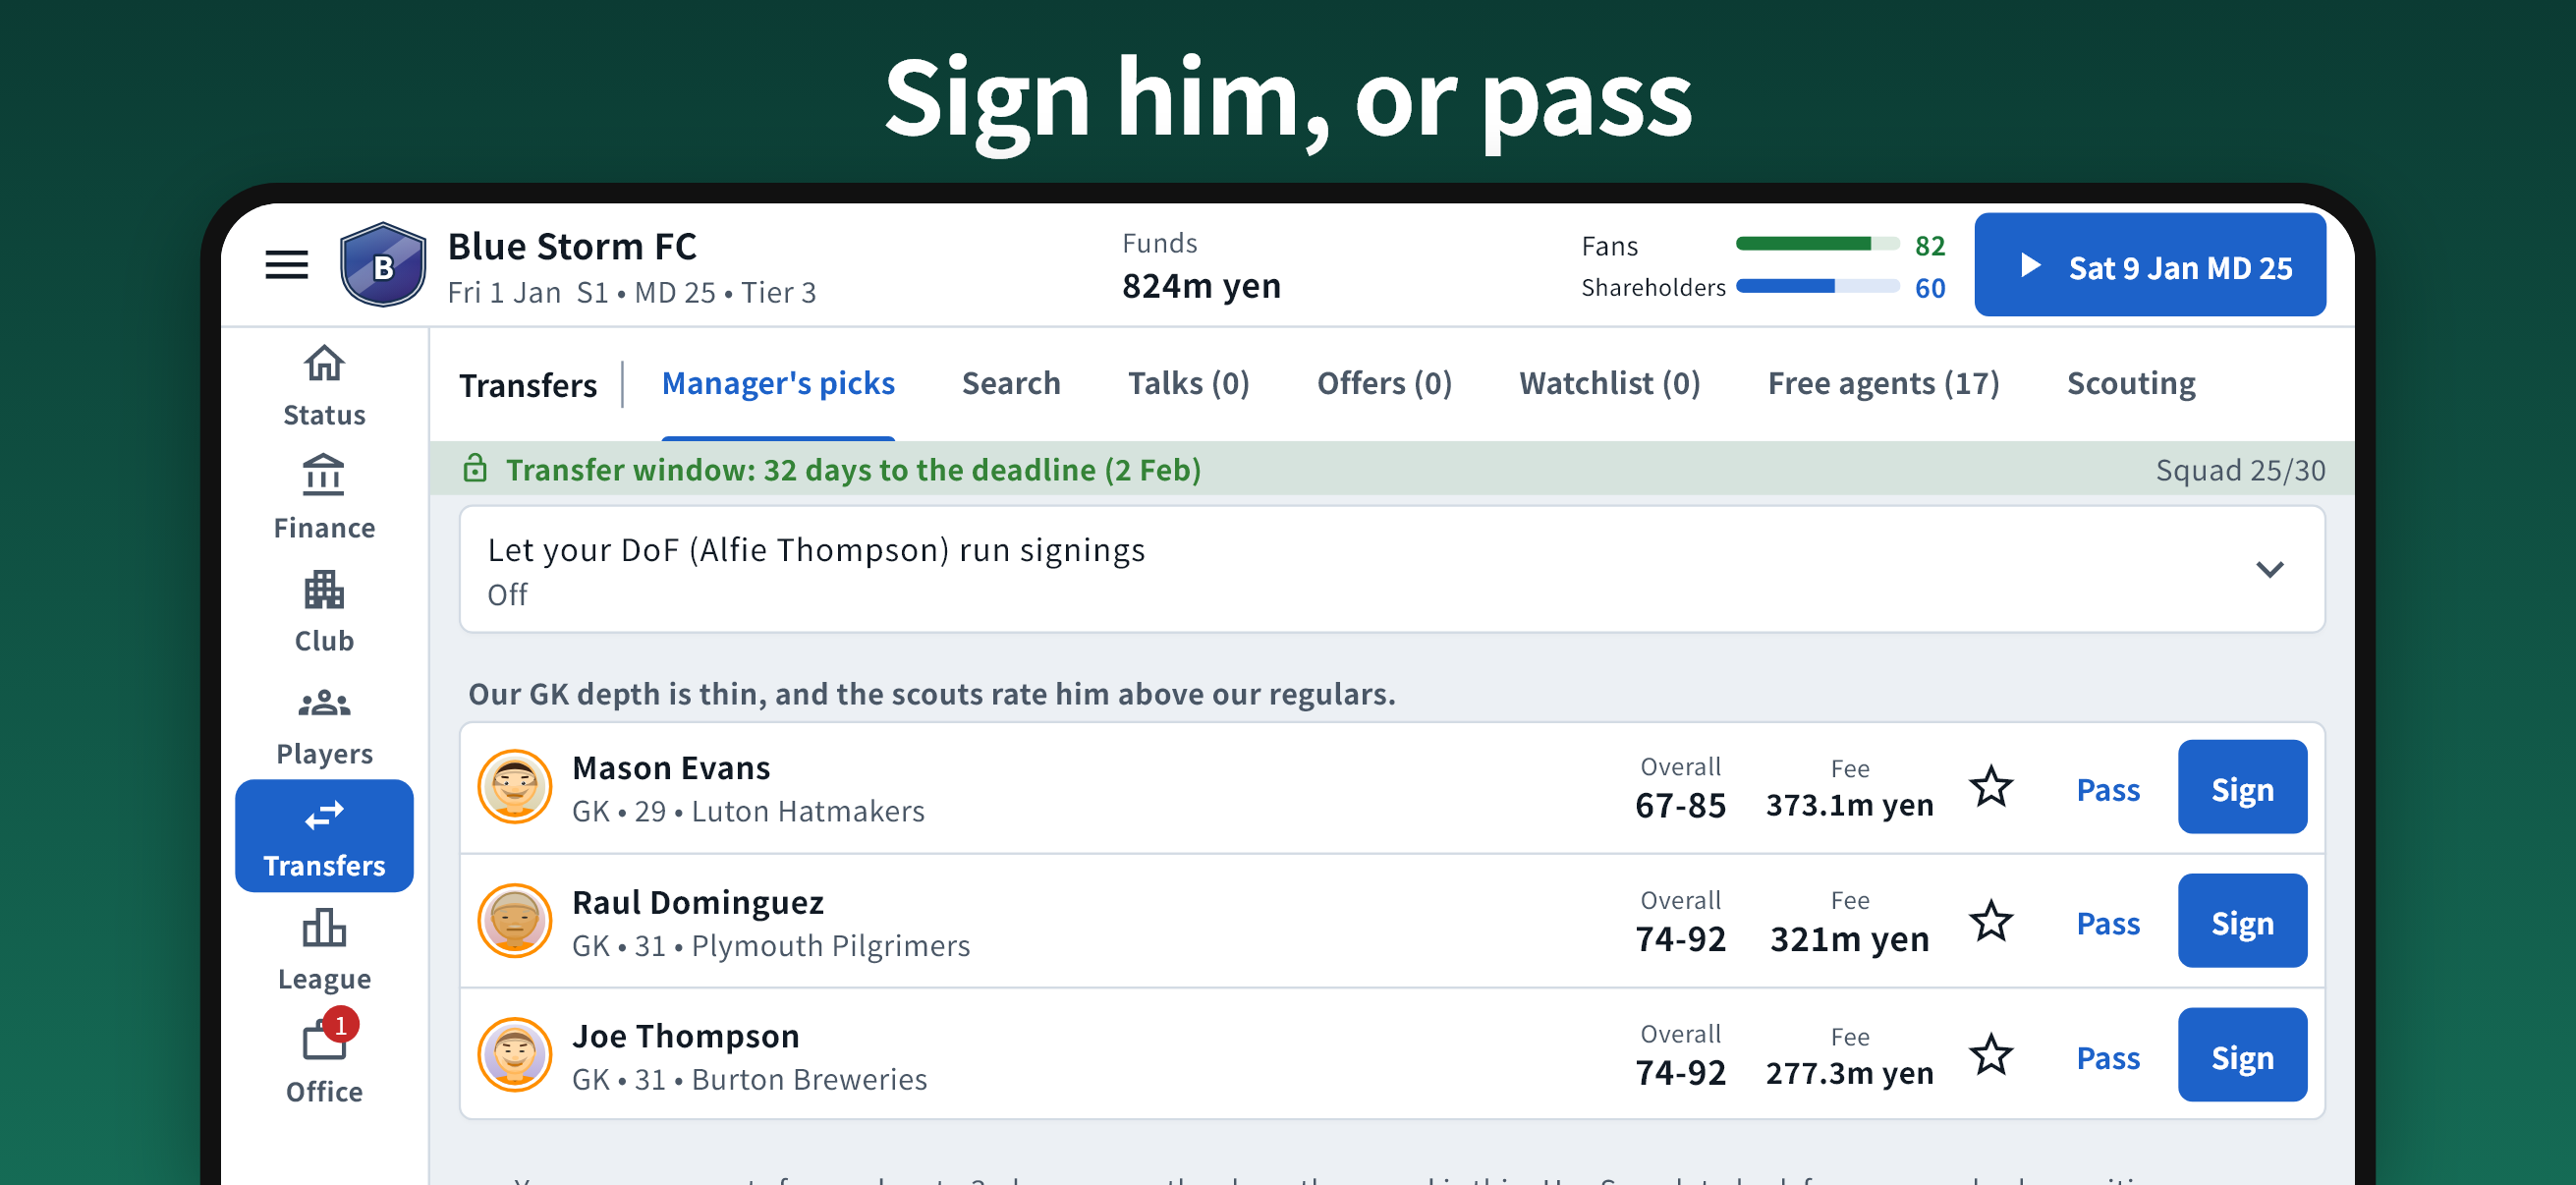 Sign him, or pass
B
Blue Storm FC
Fri 1 Jan S1 • MD 25 • Tier 3
Funds
824m yen
Fans 82
Shareholders 60
Sat 9 Jan MD 25
Status
Finance
Club
Players
Transfers
League
1
Office
Transfers
Manager's picks
Search
Talks (0)
Offers (0)
Watchlist (0)
Free agents (17)
Scouting
Transfer window: 32 days to the deadline (2 Feb)
Squad 25/30
Let your DoF (Alfie Thompson) run signings
Off
Our GK depth is thin, and the scouts rate him above our regulars.
Mason Evans
GK • 29 • Luton Hatmakers
Overall
67-85
Fee
373.1m yen
Pass
Sign
Raul Dominguez
GK • 31 • Plymouth Pilgrimers
Overall
74-92
Fee
321m yen
Pass
Sign
Joe Thompson
GK • 31 • Burton Breweries
Overall
74-92
Fee
277.3m yen
Pass
Sign